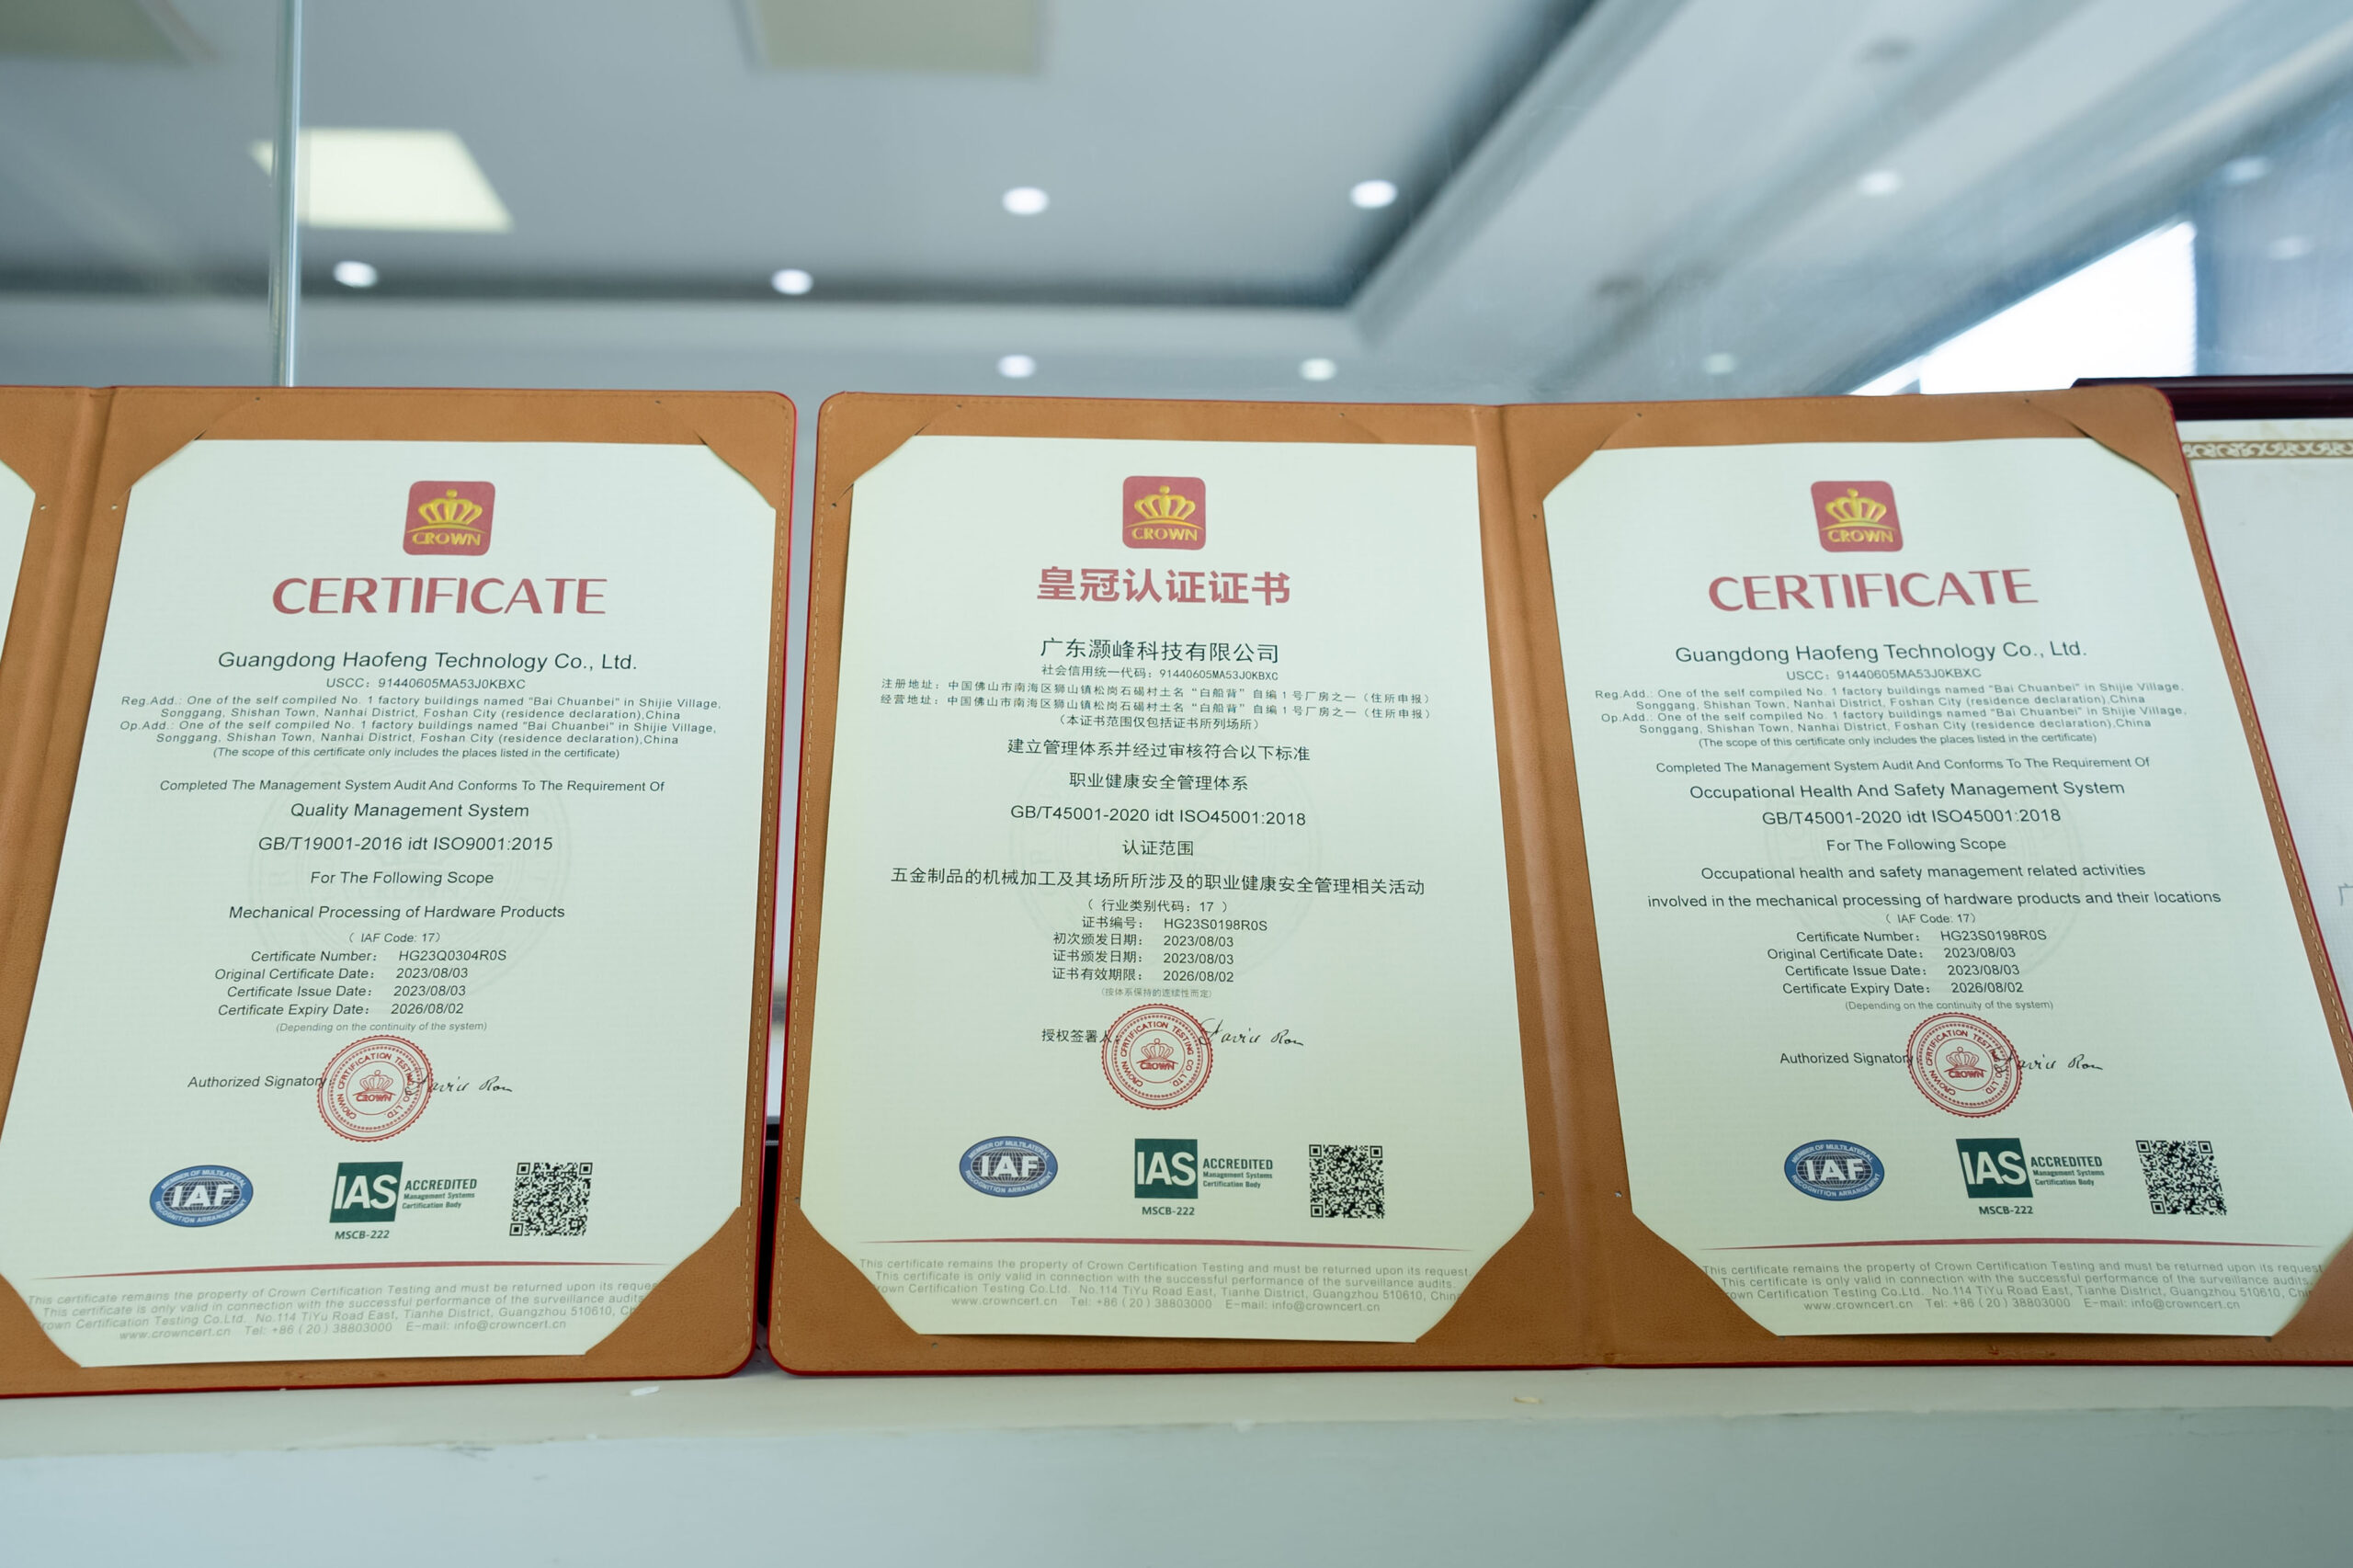 CROWN
CERTIFICATE
Guangdong Haofeng Technology Co., Ltd.
USCC: 91440605MA53J0KBXC
Reg.Add.: One of the self compiled No. 1 factory buildings named "Bai Chuanbei" in Shijie Village,
Songgang, Shishan Town, Nanhai District, Foshan City (residence declaration),China
Op.Add.: One of the self compiled No. 1 factory buildings named "Bai Chuanbei" in Shijie Village,
Songgang, Shishan Town, Nanhai District, Foshan City (residence declaration),China
(The scope of this certificate only includes the places listed in the certificate)
Completed The Management System Audit And Conforms To The Requirement Of
Quality Management System
GB/T19001-2016 idt ISO9001:2015
For The Following Scope
Mechanical Processing of Hardware Products
( IAF Code: 17)
Certificate Number: HG23Q0304R0S
Original Certificate Date: 2023/08/03
Certificate Issue Date: 2023/08/03
Certificate Expiry Date: 2026/08/02
(Depending on the continuity of the system)
Authorized Signatory
CROWN CERTIFICATION TESTING CO LTD
CROWN
MEMBER OF MULTILATERAL
IAF
RECOGNITION ARRANGEMENT
IAS ACCREDITED
Management Systems
Certification Body
MSCB-222
This certificate remains the property of Crown Certification Testing and must be returned upon its
This certificate is only valid in connection with the successful performance of the surveillance audits
Certification Testing Co.Ltd. No.114 TiYu Road East, Tianhe District, Guangzhou 510610,
www.crowncert.cn Tel: +86 (20) 38803000 E-mail: info@crowncert.cn
CROWN
皇冠认证证书
广东灏峰科技有限公司
社会信用统一代码：91440605MA53J0KBXC
注册地址：中国佛山市南海区狮山镇松岗石碣村土名“白船背”自编1号厂房之一（住所申报）
经营地址：中国佛山市南海区狮山镇松岗石碣村土名“白船背”自编1号厂房之一（住所申报）
（本证书范围仅包括证书所列场所）
建立管理体系并经过审核符合以下标准
职业健康安全管理体系
GB/T45001-2020 idt ISO45001:2018
认证范围
五金制品的机械加工及其场所所涉及的职业健康安全管理相关活动
（ 行业类别代码：17 ）
证书编号： HG23S0198R0S
初次颁发日期： 2023/08/03
证书颁发日期： 2023/08/03
证书有效期限： 2026/08/02
（按体系保持的连续性而定）
授权签署人
CROWN CERTIFICATION TESTING CO LTD
CROWN
MEMBER OF MULTILATERAL
IAF
RECOGNITION ARRANGEMENT
IAS ACCREDITED
Management Systems
Certification Body
MSCB-222
This certificate remains the property of Crown Certification Testing and must be returned upon its request.
This certificate is only valid in connection with the successful performance of the surveillance audits.
Certification Testing Co.Ltd. No.114 TiYu Road East, Tianhe District, Guangzhou 510610,
www.crowncert.cn Tel: +86 (20) 38803000 E-mail: info@crowncert.cn
CROWN
CERTIFICATE
Guangdong Haofeng Technology Co., Ltd.
USCC: 91440605MA53J0KBXC
Reg.Add.: One of the self compiled No. 1 factory buildings named "Bai Chuanbei" in Shijie Village,
Songgang, Shishan Town, Nanhai District, Foshan City (residence declaration),China
Op.Add.: One of the self compiled No. 1 factory buildings named "Bai Chuanbei" in Shijie Village,
Songgang, Shishan Town, Nanhai District, Foshan City (residence declaration),China
(The scope of this certificate only includes the places listed in the certificate)
Completed The Management System Audit And Conforms To The Requirement Of
Occupational Health And Safety Management System
GB/T45001-2020 idt ISO45001:2018
For The Following Scope
Occupational health and safety management related activities
involved in the mechanical processing of hardware products and their locations
( IAF Code: 17)
Certificate Number: HG23S0198R0S
Original Certificate Date: 2023/08/03
Certificate Issue Date: 2023/08/03
Certificate Expiry Date: 2026/08/02
(Depending on the continuity of the system)
Authorized Signatory
CROWN CERTIFICATION TESTING CO LTD
CROWN
MEMBER OF MULTILATERAL
IAF
RECOGNITION ARRANGEMENT
IAS ACCREDITED
Management Systems
Certification Body
MSCB-222
This certificate remains the property of Crown Certification Testing and must be returned upon its request.
This certificate is only valid in connection with the successful performance of the surveillance audits.
Certification Testing Co.Ltd. No.114 TiYu Road East, Tianhe District, Guangzhou 510610,
www.crowncert.cn Tel: +86 (20) 38803000 E-mail: info@crowncert.cn